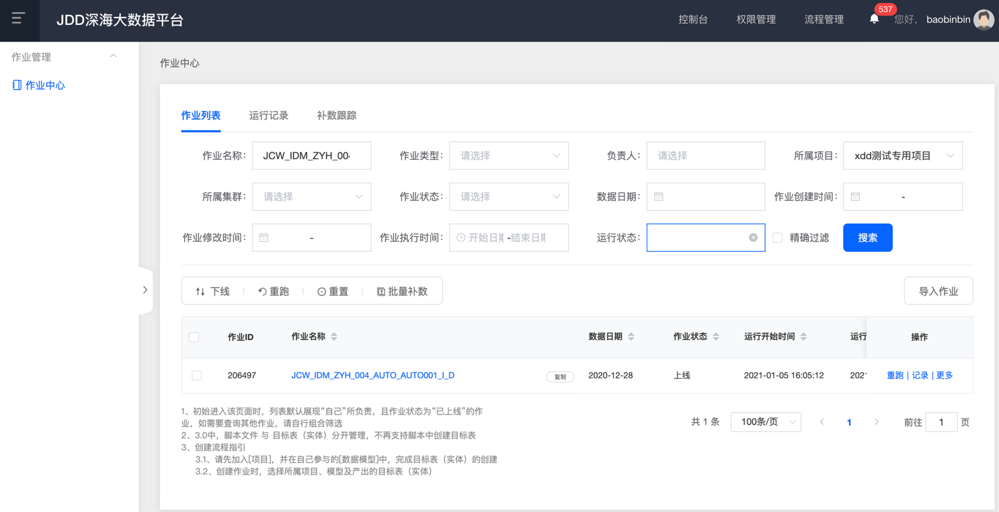 JDD深海大数据平台
控制台
权限管理
流程管理
537
您好,
baobinbin
作业管理
作业中心
作业中心
作业列表
运行记录
补数跟踪
作业名称: JCW_IDM_ZYH_00
作业类型: 请选择
负责人: 请选择
所属项目: xdd测试专用项目
所属集群: 请选择
作业状态: 请选择
数据日期:
作业创建时间: -
作业修改时间: -
作业执行时间: 开始日期 - 结束日期
运行状态:
精确过滤
搜索
下线
重跑
重置
批量补数
导入作业
作业ID 作业名称 数据日期 作业状态 运行开始时间 运行 操作
206497 JCW_IDM_ZYH_004_AUTO_AUTO001_I_D 复制 2020-12-28 上线 2021-01-05 16:05:12 202 重跑 | 记录 | 更多
1、初始进入该页面时，列表默认展现“自己”所负责，且作业状态为“已上线”的作
业，如需要查询其他作业，请自行组合筛选
2、3.0中，脚本文件 与 目标表（实体）分开管理，不再支持脚本中创建目标表
3、创建流程指引
3.1、请先加入[项目]，并在自己参与的[数据模型]中，完成目标表（实体）的创建
3.2、创建作业时，选择所属项目、模型及产出的目标表（实体）
共 1 条
100条/页
1
前往 1 页